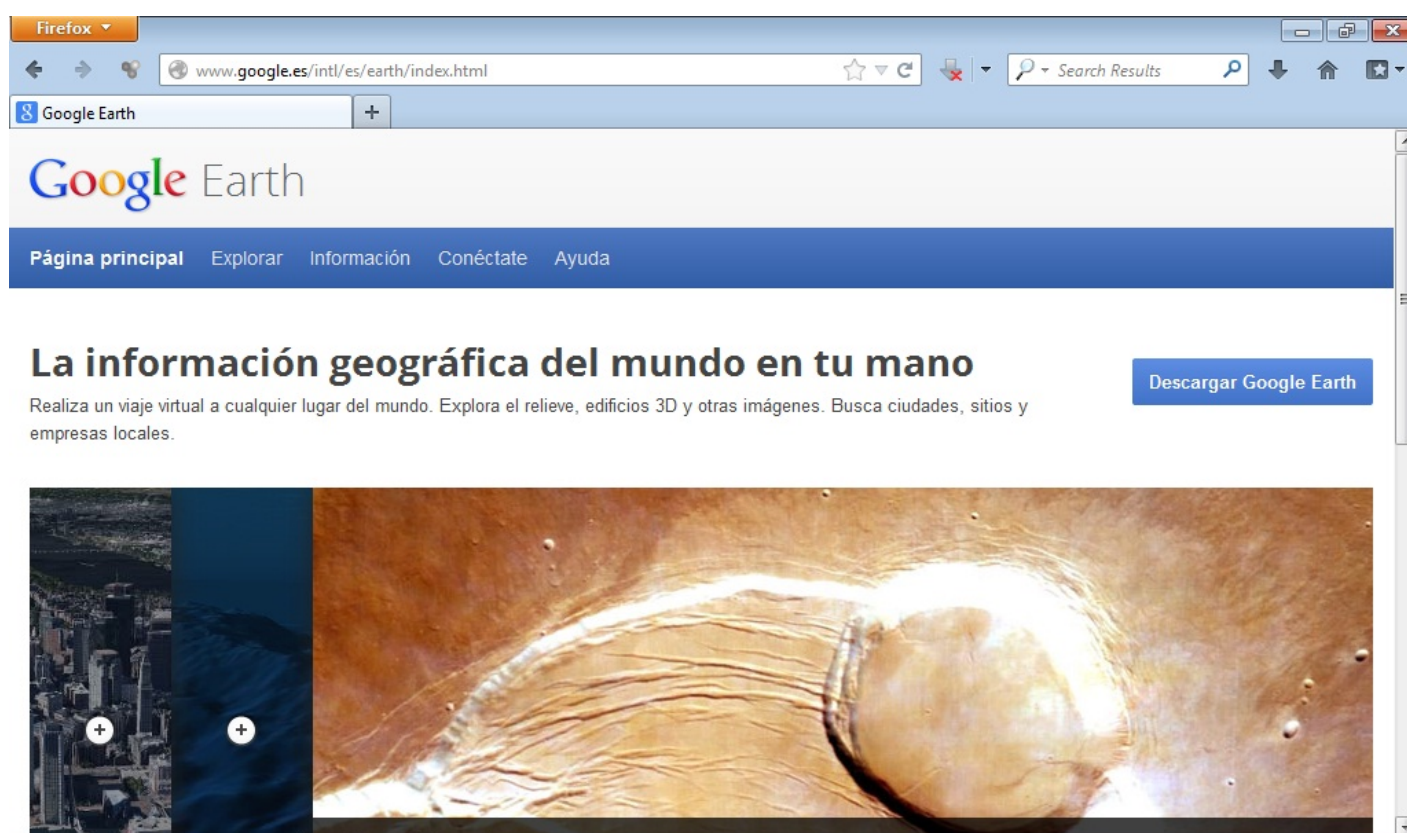 Firefox
www.google.es/intl/es/earth/index.html
Search Results
8 Google Earth
Google Earth
Página principal Explorar Información Conéctate Ayuda
La información geográfica del mundo en tu mano
Descargar Google Earth
Realiza un viaje virtual a cualquier lugar del mundo. Explora el relieve, edificios 3D y otras imágenes. Busca ciudades, sitios y
empresas locales.